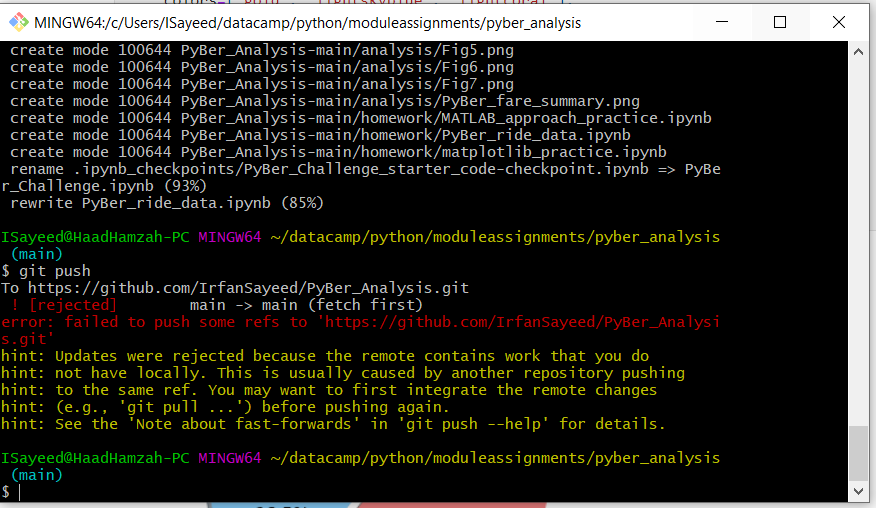 MINGW64:/c/Users/ISayeed/datacamp/python/moduleassignments/pyber_analysis
create mode 100644 PyBer_Analysis-main/analysis/Fig5.png
create mode 100644 PyBer_Analysis-main/analysis/Fig6.png
create mode 100644 PyBer_Analysis-main/analysis/Fig7.png
create mode 100644 PyBer_Analysis-main/analysis/PyBer_fare_summary.png
create mode 100644 PyBer_Analysis-main/homework/MATLAB_approach_practice.ipynb
create mode 100644 PyBer_Analysis-main/homework/PyBer_ride_data.ipynb
create mode 100644 PyBer_Analysis-main/homework/matplotlib_practice.ipynb
rename .ipynb_checkpoints/PyBer_Challenge_starter_code-checkpoint.ipynb => PyBe
r_Challenge.ipynb (93%)
rewrite PyBer_ride_data.ipynb (85%)
ISayeed@HaadHamzah-PC MINGW64 ~/datacamp/python/moduleassignments/pyber_analysis
(main)
$ git push
To https://github.com/IrfanSayeed/PyBer_Analysis.git
! [rejected] main -> main (fetch first)
error: failed to push some refs to 'https://github.com/IrfanSayeed/PyBer_Analysi
s.git'
hint: Updates were rejected because the remote contains work that you do
hint: not have locally. This is usually caused by another repository pushing
hint: to the same ref. You may want to first integrate the remote changes
hint: (e.g., 'git pull ...') before pushing again.
hint: See the 'Note about fast-forwards' in 'git push --help' for details.
ISayeed@HaadHamzah-PC MINGW64 ~/datacamp/python/moduleassignments/pyber_analysis
(main)
$